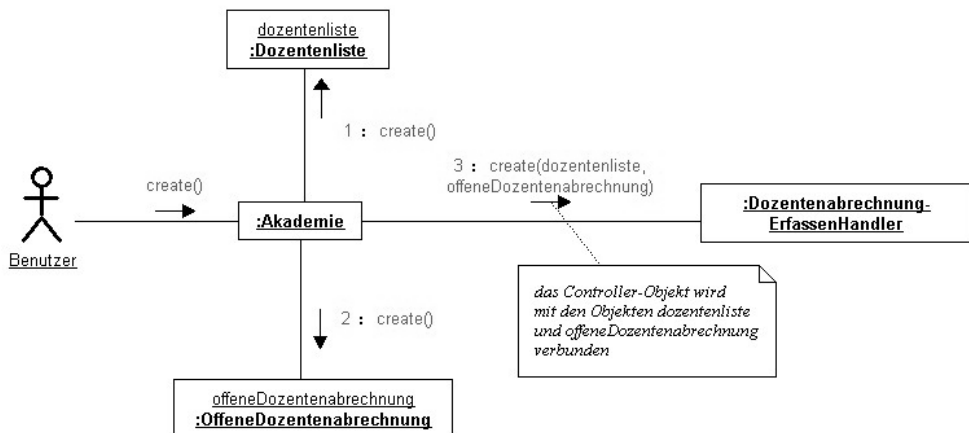 dozentenliste
:Dozentenliste
1 : create()
3 : create(dozentenliste,
offeneDozentenabrechnung)
create()
Benutzer
:Akademie
:Dozentenabrechnung-
ErfassenHandler
das Controller-Objekt wird
mit den Objekten dozentenliste
und offeneDozentenabrechnung
verbunden
2 : create()
offeneDozentenabrechnung
:OffeneDozentenabrechnung